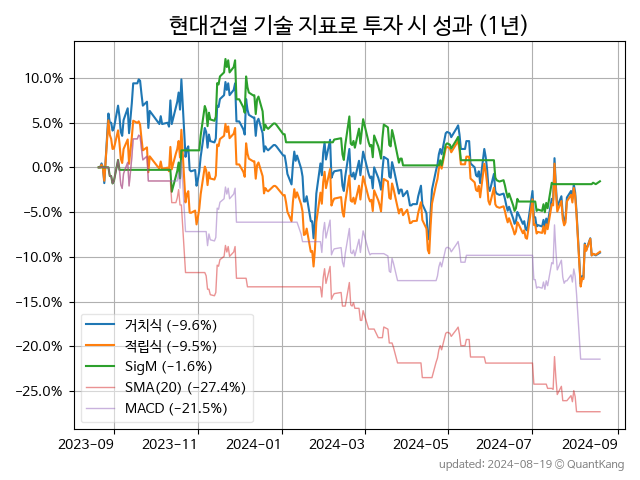 현대건설 기술 지표로 투자 시 성과 (1년)
10.0%
5.0%
0.0%
−5.0%
−10.0%
−15.0%
−20.0%
−25.0%
거치식 (−9.6%)
적립식 (−9.5%)
SigM (−1.6%)
SMA(20) (−27.4%)
MACD (−21.5%)
2023-09 2023-11 2024-01 2024-03 2024-05 2024-07 2024-09
updated: 2024-08-19 © QuantKang